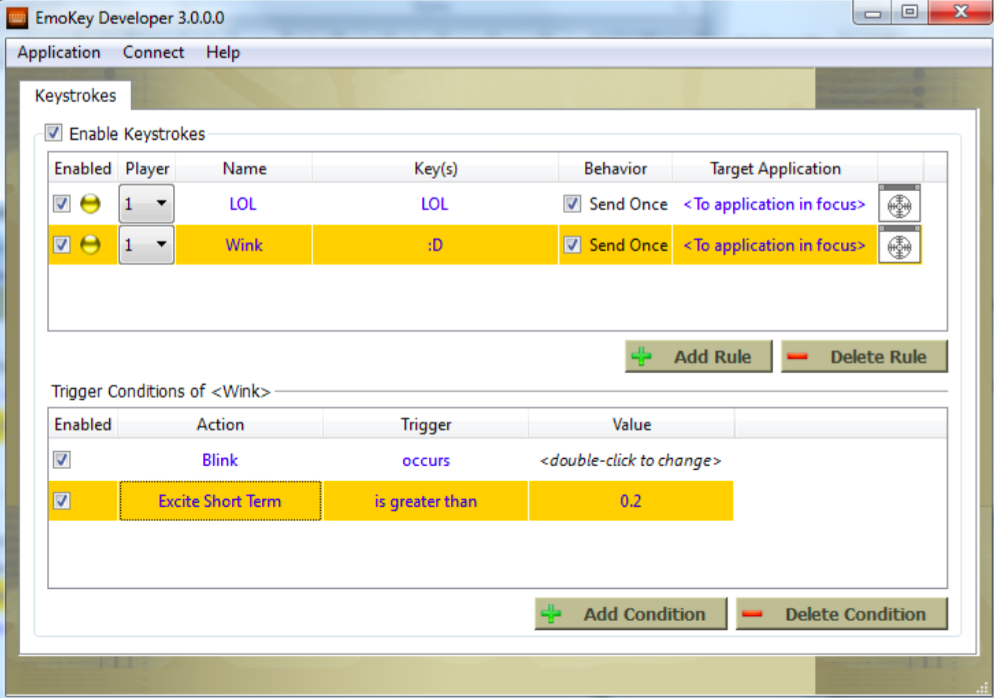 EmoKey Developer 3.0.0.0
Application Connect Help
Keystrokes
Enable Keystrokes
Enabled Player Name Key(s) Behavior Target Application
1 LOL LOL Send Once <To application in focus>
1 Wink :D Send Once <To application in focus>
Add Rule Delete Rule
Trigger Conditions of <Wink>
Enabled Action Trigger Value
Blink occurs <double-click to change>
Excite Short Term is greater than 0.2
Add Condition Delete Condition